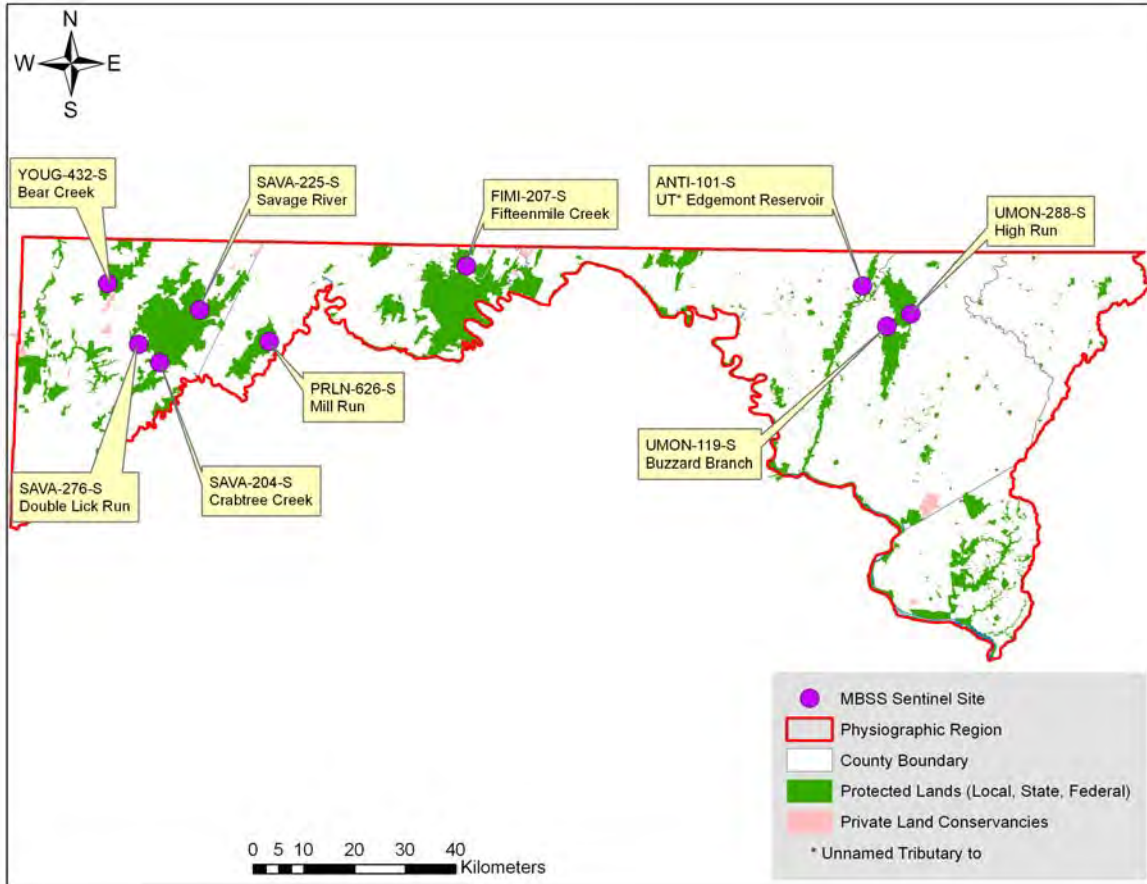 N
W E
S
YOUG-432-S
Bear Creek
SAVA-225-S
Savage River
FIMI-207-S
Fifteenmile Creek
ANTI-101-S
UT* Edgemont Reservoir
UMON-288-S
High Run
PRLN-626-S
Mill Run
UMON-119-S
Buzzard Branch
SAVA-276-S
Double Lick Run
SAVA-204-S
Crabtree Creek
MBSS Sentinel Site
Physiographic Region
County Boundary
Protected Lands (Local, State, Federal)
Private Land Conservancies
* Unnamed Tributary to
0 5 10 20 30 40
Kilometers